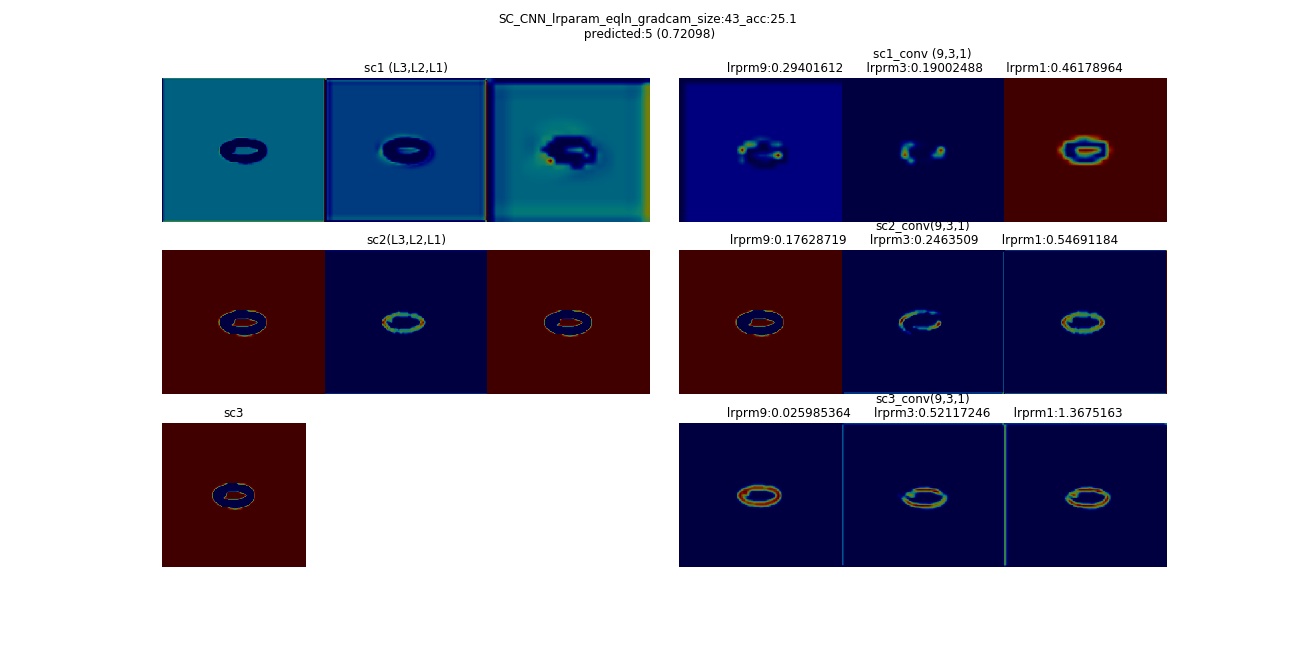 SC_CNN_lrparam_eqln_gradcam_size:43_acc:25.1
predicted:5 (0.72098)
sc1 (L3,L2,L1)
sc1_conv (9,3,1)
lrprm9:0.29401612 lrprm3:0.19002488 lrprm1:0.46178964
sc2(L3,L2,L1)
sc2_conv(9,3,1)
lrprm9:0.17628719 lrprm3:0.2463509 lrprm1:0.54691184
sc3
sc3_conv(9,3,1)
lrprm9:0.025985364 lrprm3:0.52117246 lrprm1:1.3675163